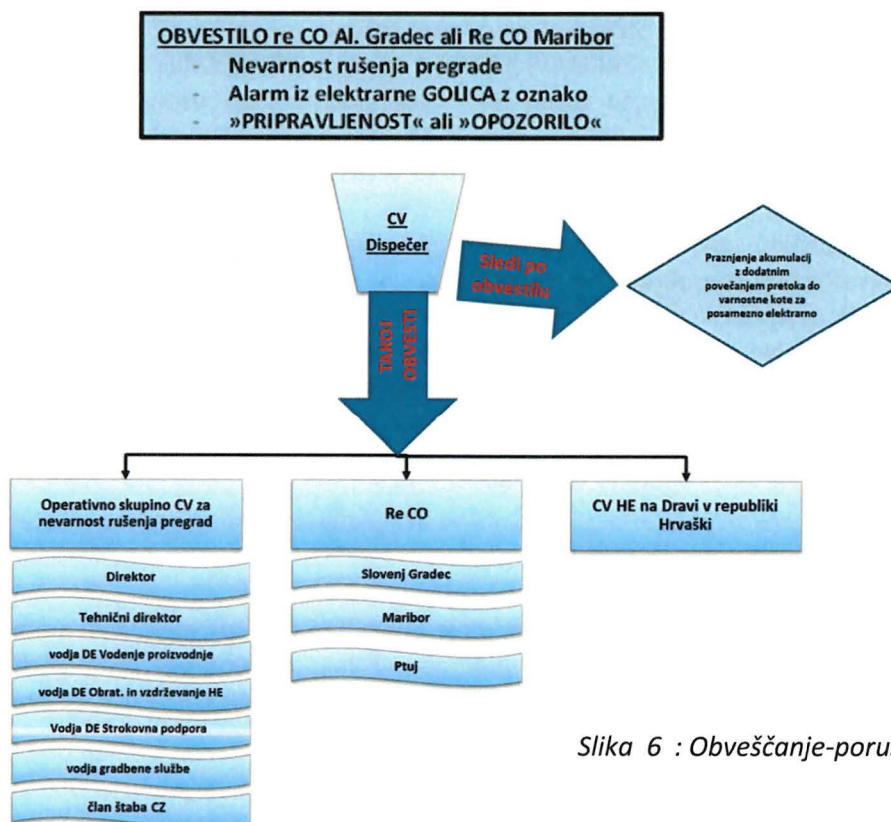 OBVESTILO re CO Al. Gradec ali Re CO Maribor
- Nevarnost rušenja pregrade
- Alarm iz elektrarne GOLICA z oznako
- »PRIPRAVLJENOST« ali »OPOZORILO«
CV
Dispečer
Sledi po
obvestilu
Praznjenje akumulacij
z dodatnim
povečanjem pretoka do
varnostne kote za
posamezno elektrarno
TAKOJ
OBVESTI
Operativno skupino CV za
nevarnost rušenja pregrad
Re CO
CV HE na Dravi v republiki
Hrvaški
Direktor
Tehnični direktor
vodja DE Vodenje proizvodnje
vodja DE Obrat. in vzdrževanje HE
Vodja DE Strokovna podpora
vodja gradbene službe
član štaba CZ
Slovenj Gradec
Maribor
Ptuj
Slika 6 : Obveščanje-poru